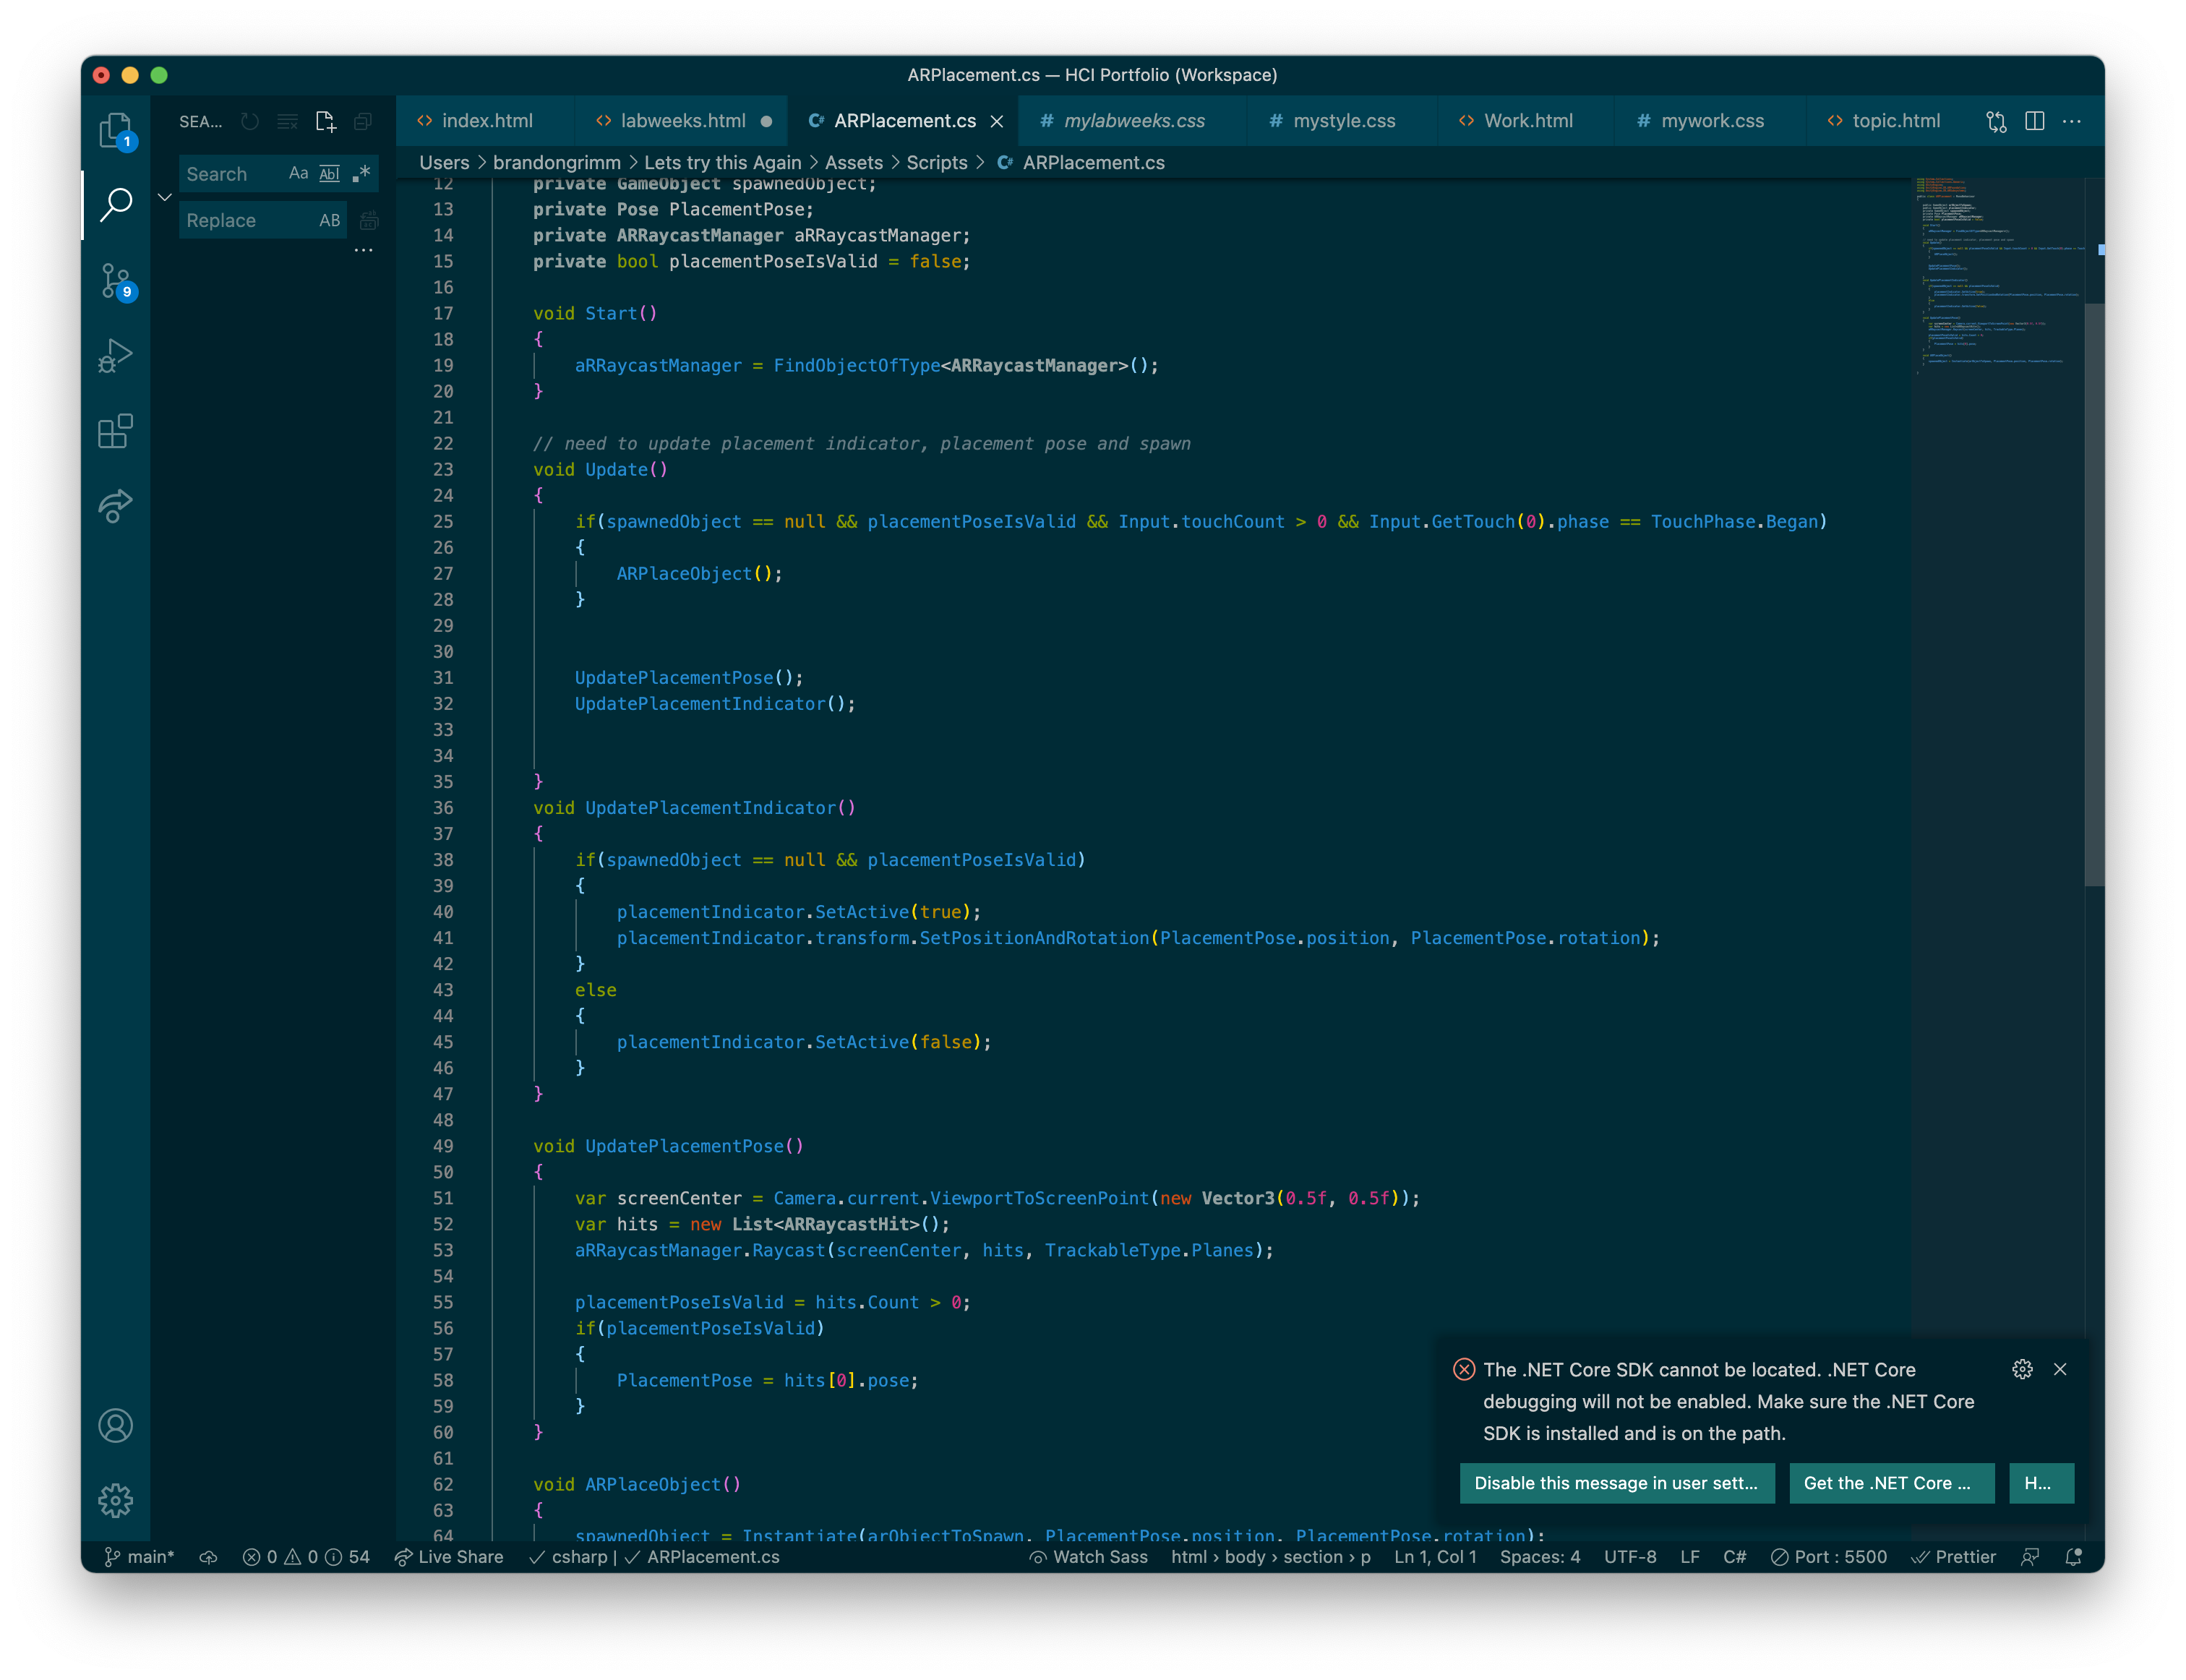 ARPlacement.cs — HCI Portfolio (Workspace)
SEA...
index.html
labweeks.html
ARPlacement.cs
mylabweeks.css
mystyle.css
Work.html
mywork.css
topic.html
Users > brandongrimm > Lets try this Again > Assets > Scripts > ARPlacement.cs
1
9
Search Aa Abl .*
Replace AB
...
12 private GameObject spawnedObject;
13 private Pose PlacementPose;
14 private ARRaycastManager aRRaycastManager;
15 private bool placementPoseIsValid = false;
16
17 void Start()
18 {
19 aRRaycastManager = FindObjectOfType<ARRaycastManager>();
20 }
21
22 // need to update placement indicator, placement pose and spawn
23 void Update()
24 {
25 if(spawnedObject == null && placementPoseIsValid && Input.touchCount > 0 && Input.GetTouch(0).phase == TouchPhase.Began)
26 {
27 ARPlaceObject();
28 }
29
30
31 UpdatePlacementPose();
32 UpdatePlacementIndicator();
33
34
35 }
36 void UpdatePlacementIndicator()
37 {
38 if(spawnedObject == null && placementPoseIsValid)
39 {
40 placementIndicator.SetActive(true);
41 placementIndicator.transform.SetPositionAndRotation(PlacementPose.position, PlacementPose.rotation);
42 }
43 else
44 {
45 placementIndicator.SetActive(false);
46 }
47 }
48
49 void UpdatePlacementPose()
50 {
51 var screenCenter = Camera.current.ViewportToScreenPoint(new Vector3(0.5f, 0.5f));
52 var hits = new List<ARRaycastHit>();
53 aRRaycastManager.Raycast(screenCenter, hits, TrackableType.Planes);
54
55 placementPoseIsValid = hits.Count > 0;
56 if(placementPoseIsValid)
57 {
58 PlacementPose = hits[0].pose;
59 }
60 }
61
62 void ARPlaceObject()
63 {
64 spawnedObject = Instantiate(arObjectToSpawn, PlacementPose.position, PlacementPose.rotation);
The .NET Core SDK cannot be located. .NET Core
debugging will not be enabled. Make sure the .NET Core
SDK is installed and is on the path.
Disable this message in user sett...
Get the .NET Core ...
H...
main* 0 0 54 Live Share csharp | ARPlacement.cs Watch Sass html › body › section › p Ln 1, Col 1 Spaces: 4 UTF-8 LF C# Port : 5500 Prettier